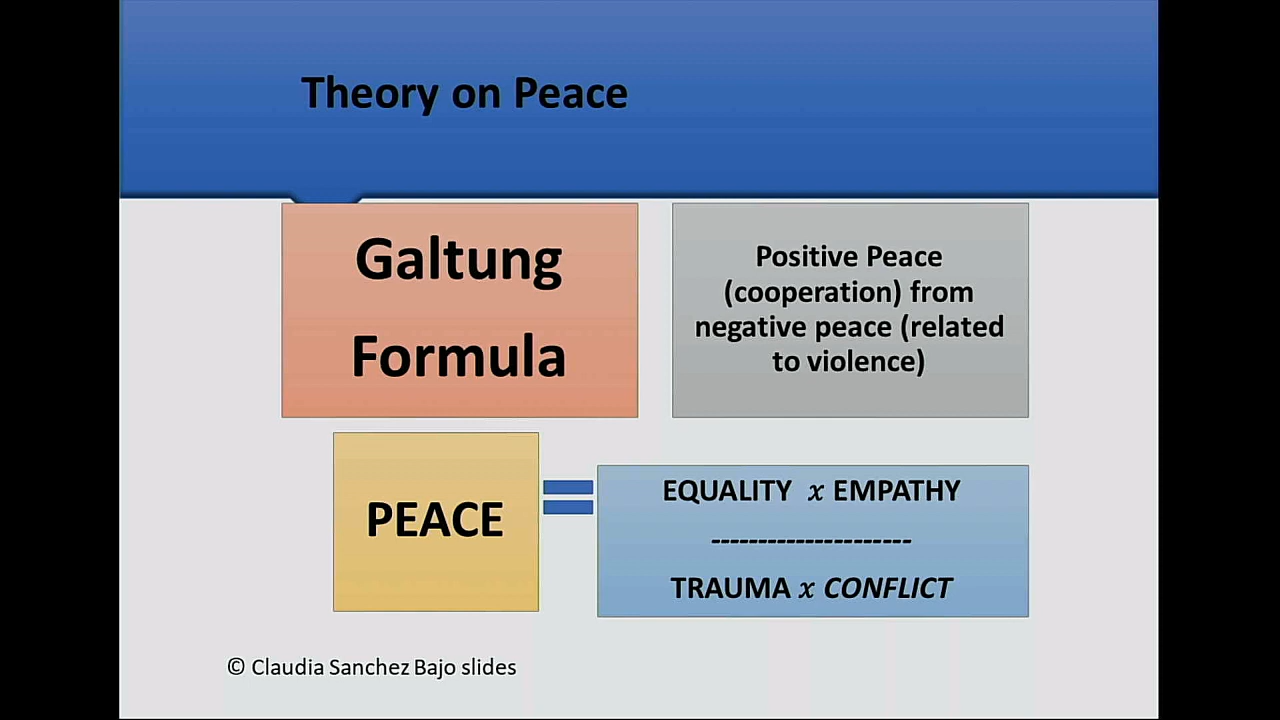 Theory on Peace
Galtung
Formula
Positive Peace
(cooperation) from
negative peace (related
to violence)
PEACE
=
EQUALITY x EMPATHY
---------------------
TRAUMA x CONFLICT
© Claudia Sanchez Bajo slides